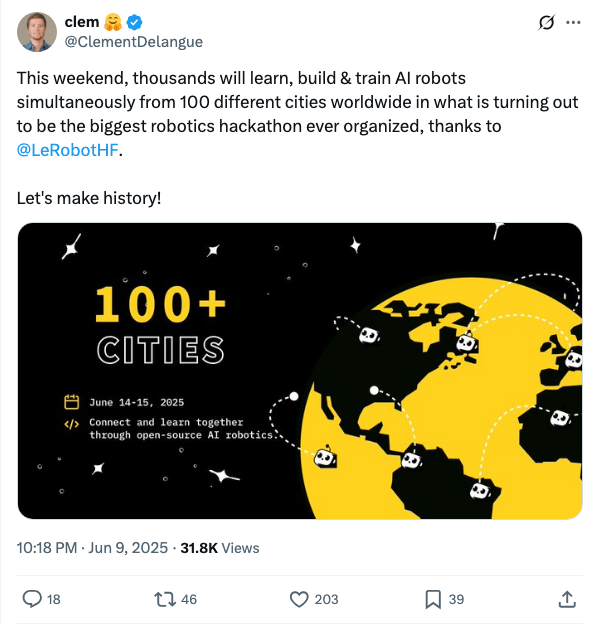 clem 🤗
@ClementDelangue
This weekend, thousands will learn, build & train AI robots
simultaneously from 100 different cities worldwide in what is turning out
to be the biggest robotics hackathon ever organized, thanks to
@LeRobotHF.
Let's make history!
100+
CITIES
June 14-15, 2025
</> Connect and learn together
through open-source AI robotics.
10:18 PM · Jun 9, 2025 · 31.8K Views
18 46 203 39